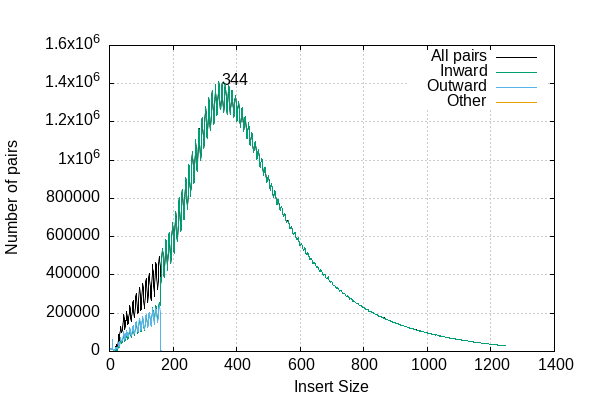 1.6x10^6
1.4x10^6
1.2x10^6
1x10^6
800000
600000
400000
200000
0
Number of pairs
344
All pairs
Inward
Outward
Other
0 200 400 600 800 1000 1200 1400
Insert Size